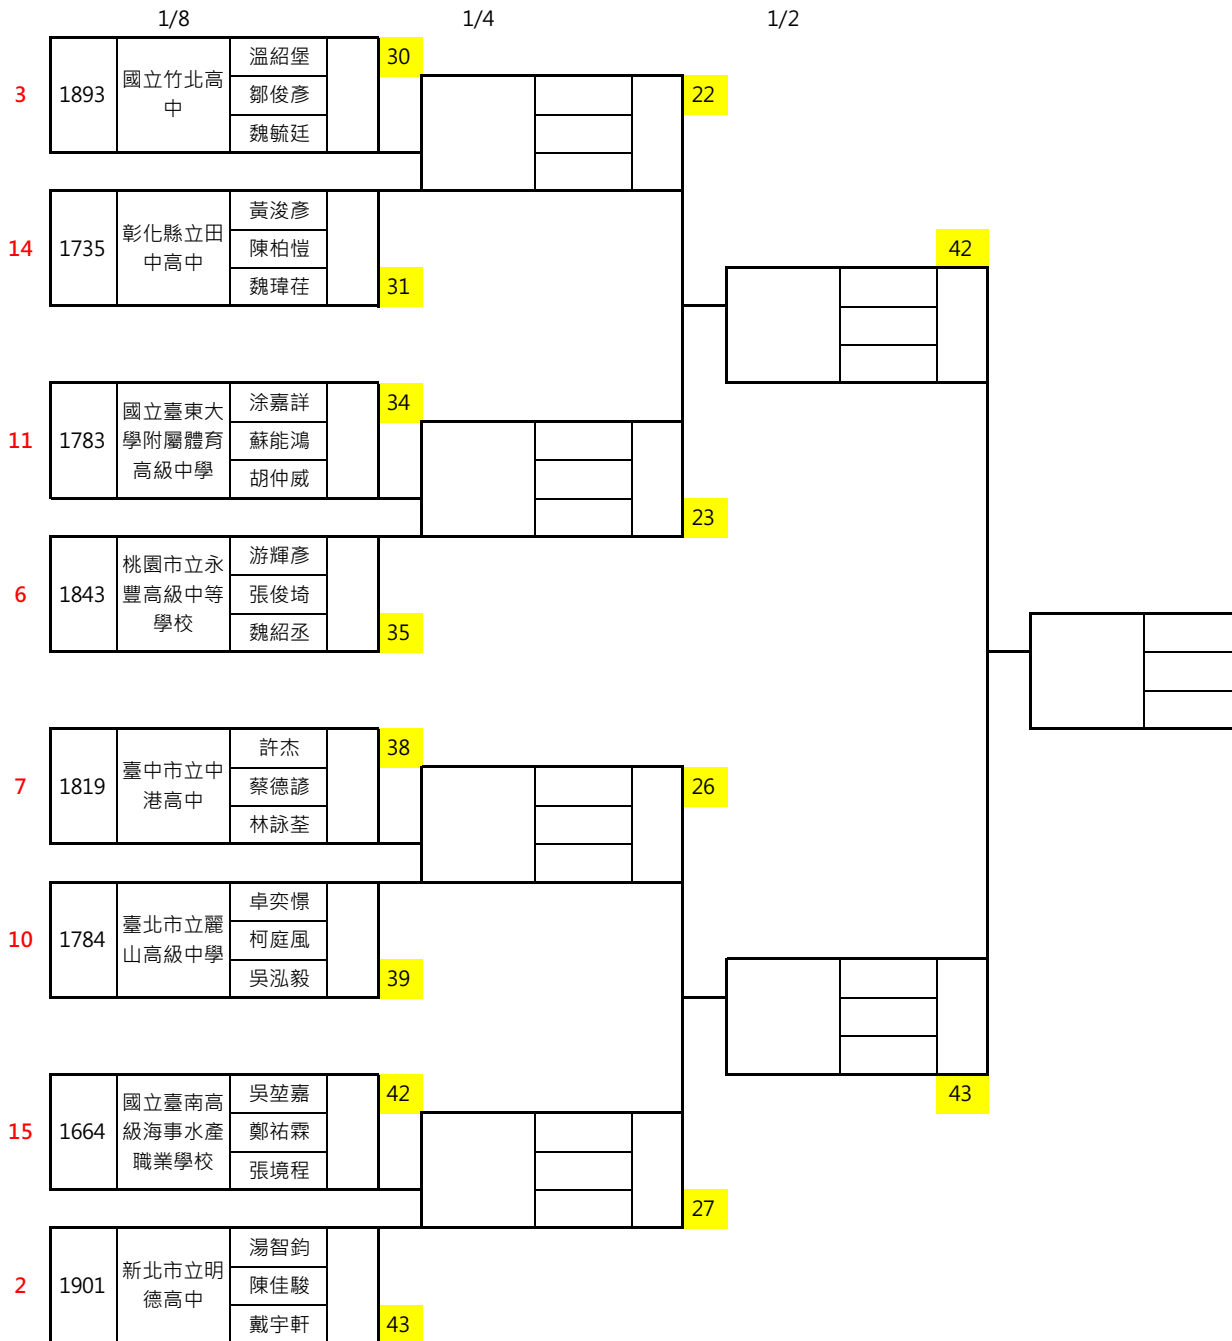 1/8 1/4 1/2
3 1893 國立竹北高
中
溫紹堡
鄒俊彥
魏毓廷
30
22
14 1735 彰化縣立田
中高中
黃浚彥
陳柏愷
魏瑋荏
31
42
11 1783 國立臺東大
學附屬體育
高級中學
涂嘉詳
蘇能鴻
胡仲威
34
23
6 1843 桃園市立永
豐高級中等
學校
游輝彥
張俊埼
魏紹丞
35
7 1819 臺中市立中
港高中
許杰
蔡德諺
林詠荃
38
26
10 1784 臺北市立麗
山高級中學
卓奕憬
柯庭風
吳泓毅
39
15 1664 國立臺南高
級海事水產
職業學校
吳堃嘉
鄭祐霖
張境程
42
43
27
2 1901 新北市立明
德高中
湯智鈞
陳佳駿
戴宇軒
43